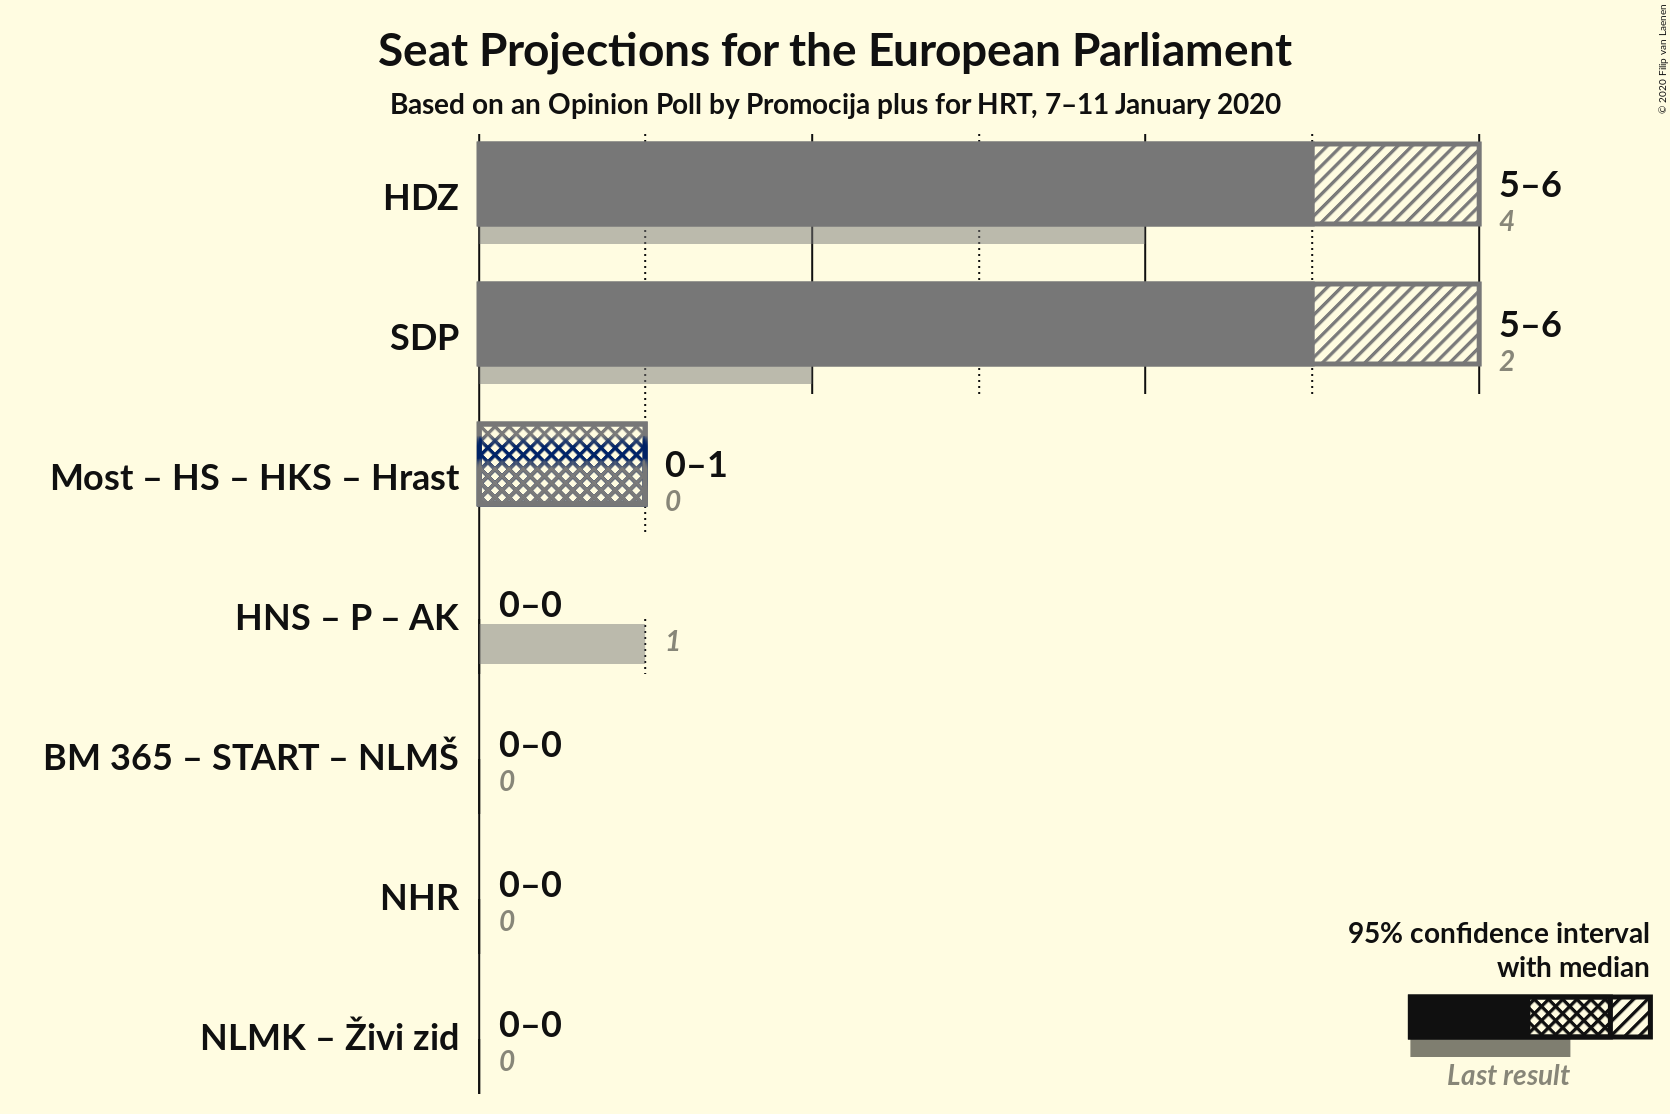 Seat Projections for the European Parliament
Based on an Opinion Poll by Promocija plus for HRT, 7–11 January 2020
© 2020 Filip van Laenen
HDZ
5–6
4
SDP
5–6
2
Most – HS – HKS – Hrast
0–1
0
HNS – P – AK
0–0
1
BM 365 – START – NLMŠ
0–0
0
NHR
0–0
0
NLMK – Živi zid
0–0
0
95% confidence interval
with median
Last result